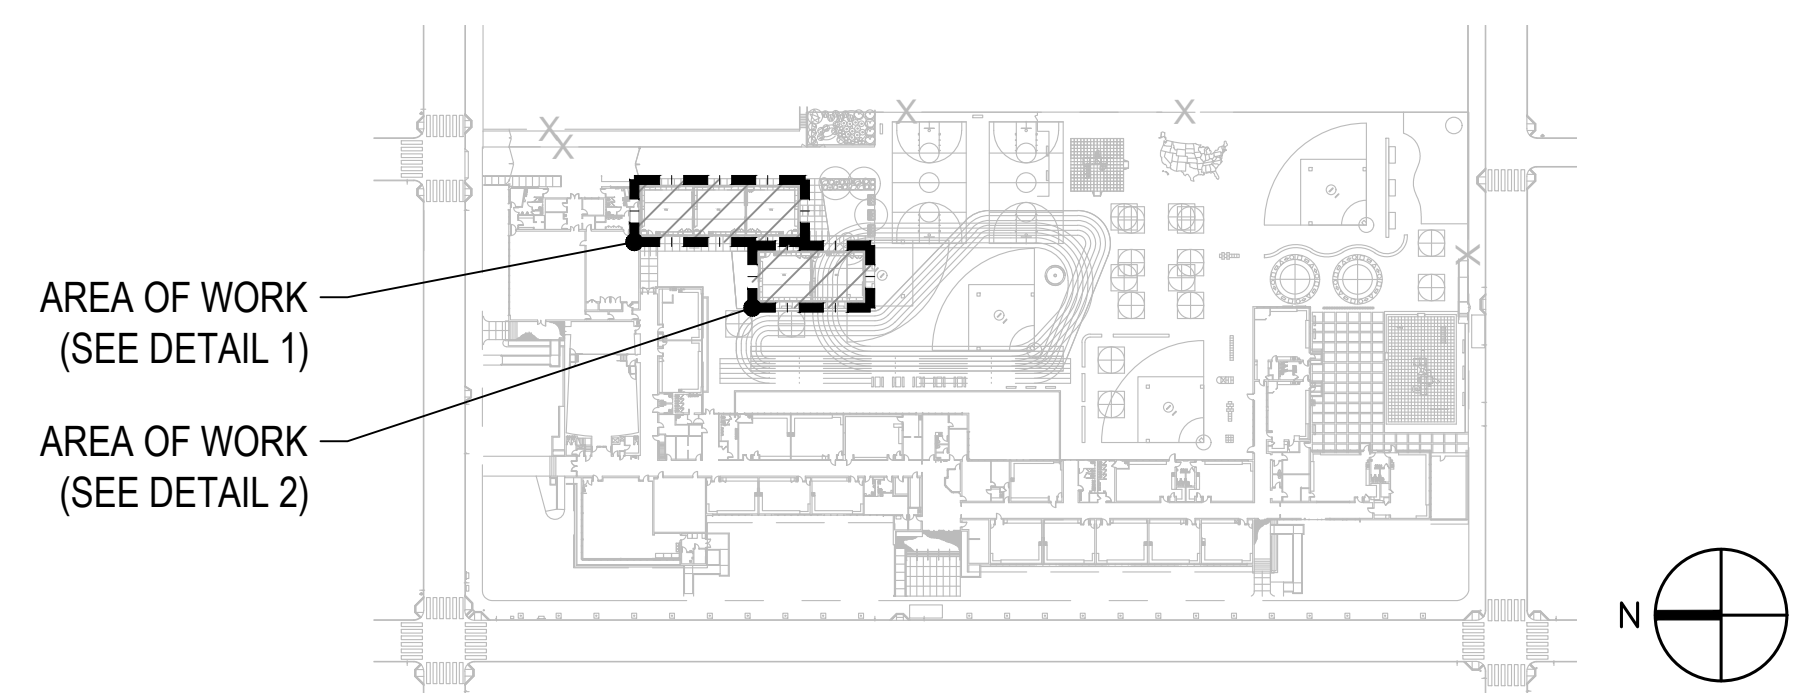 AREA OF WORK
(SEE DETAIL 1)
AREA OF WORK
(SEE DETAIL 2)
N